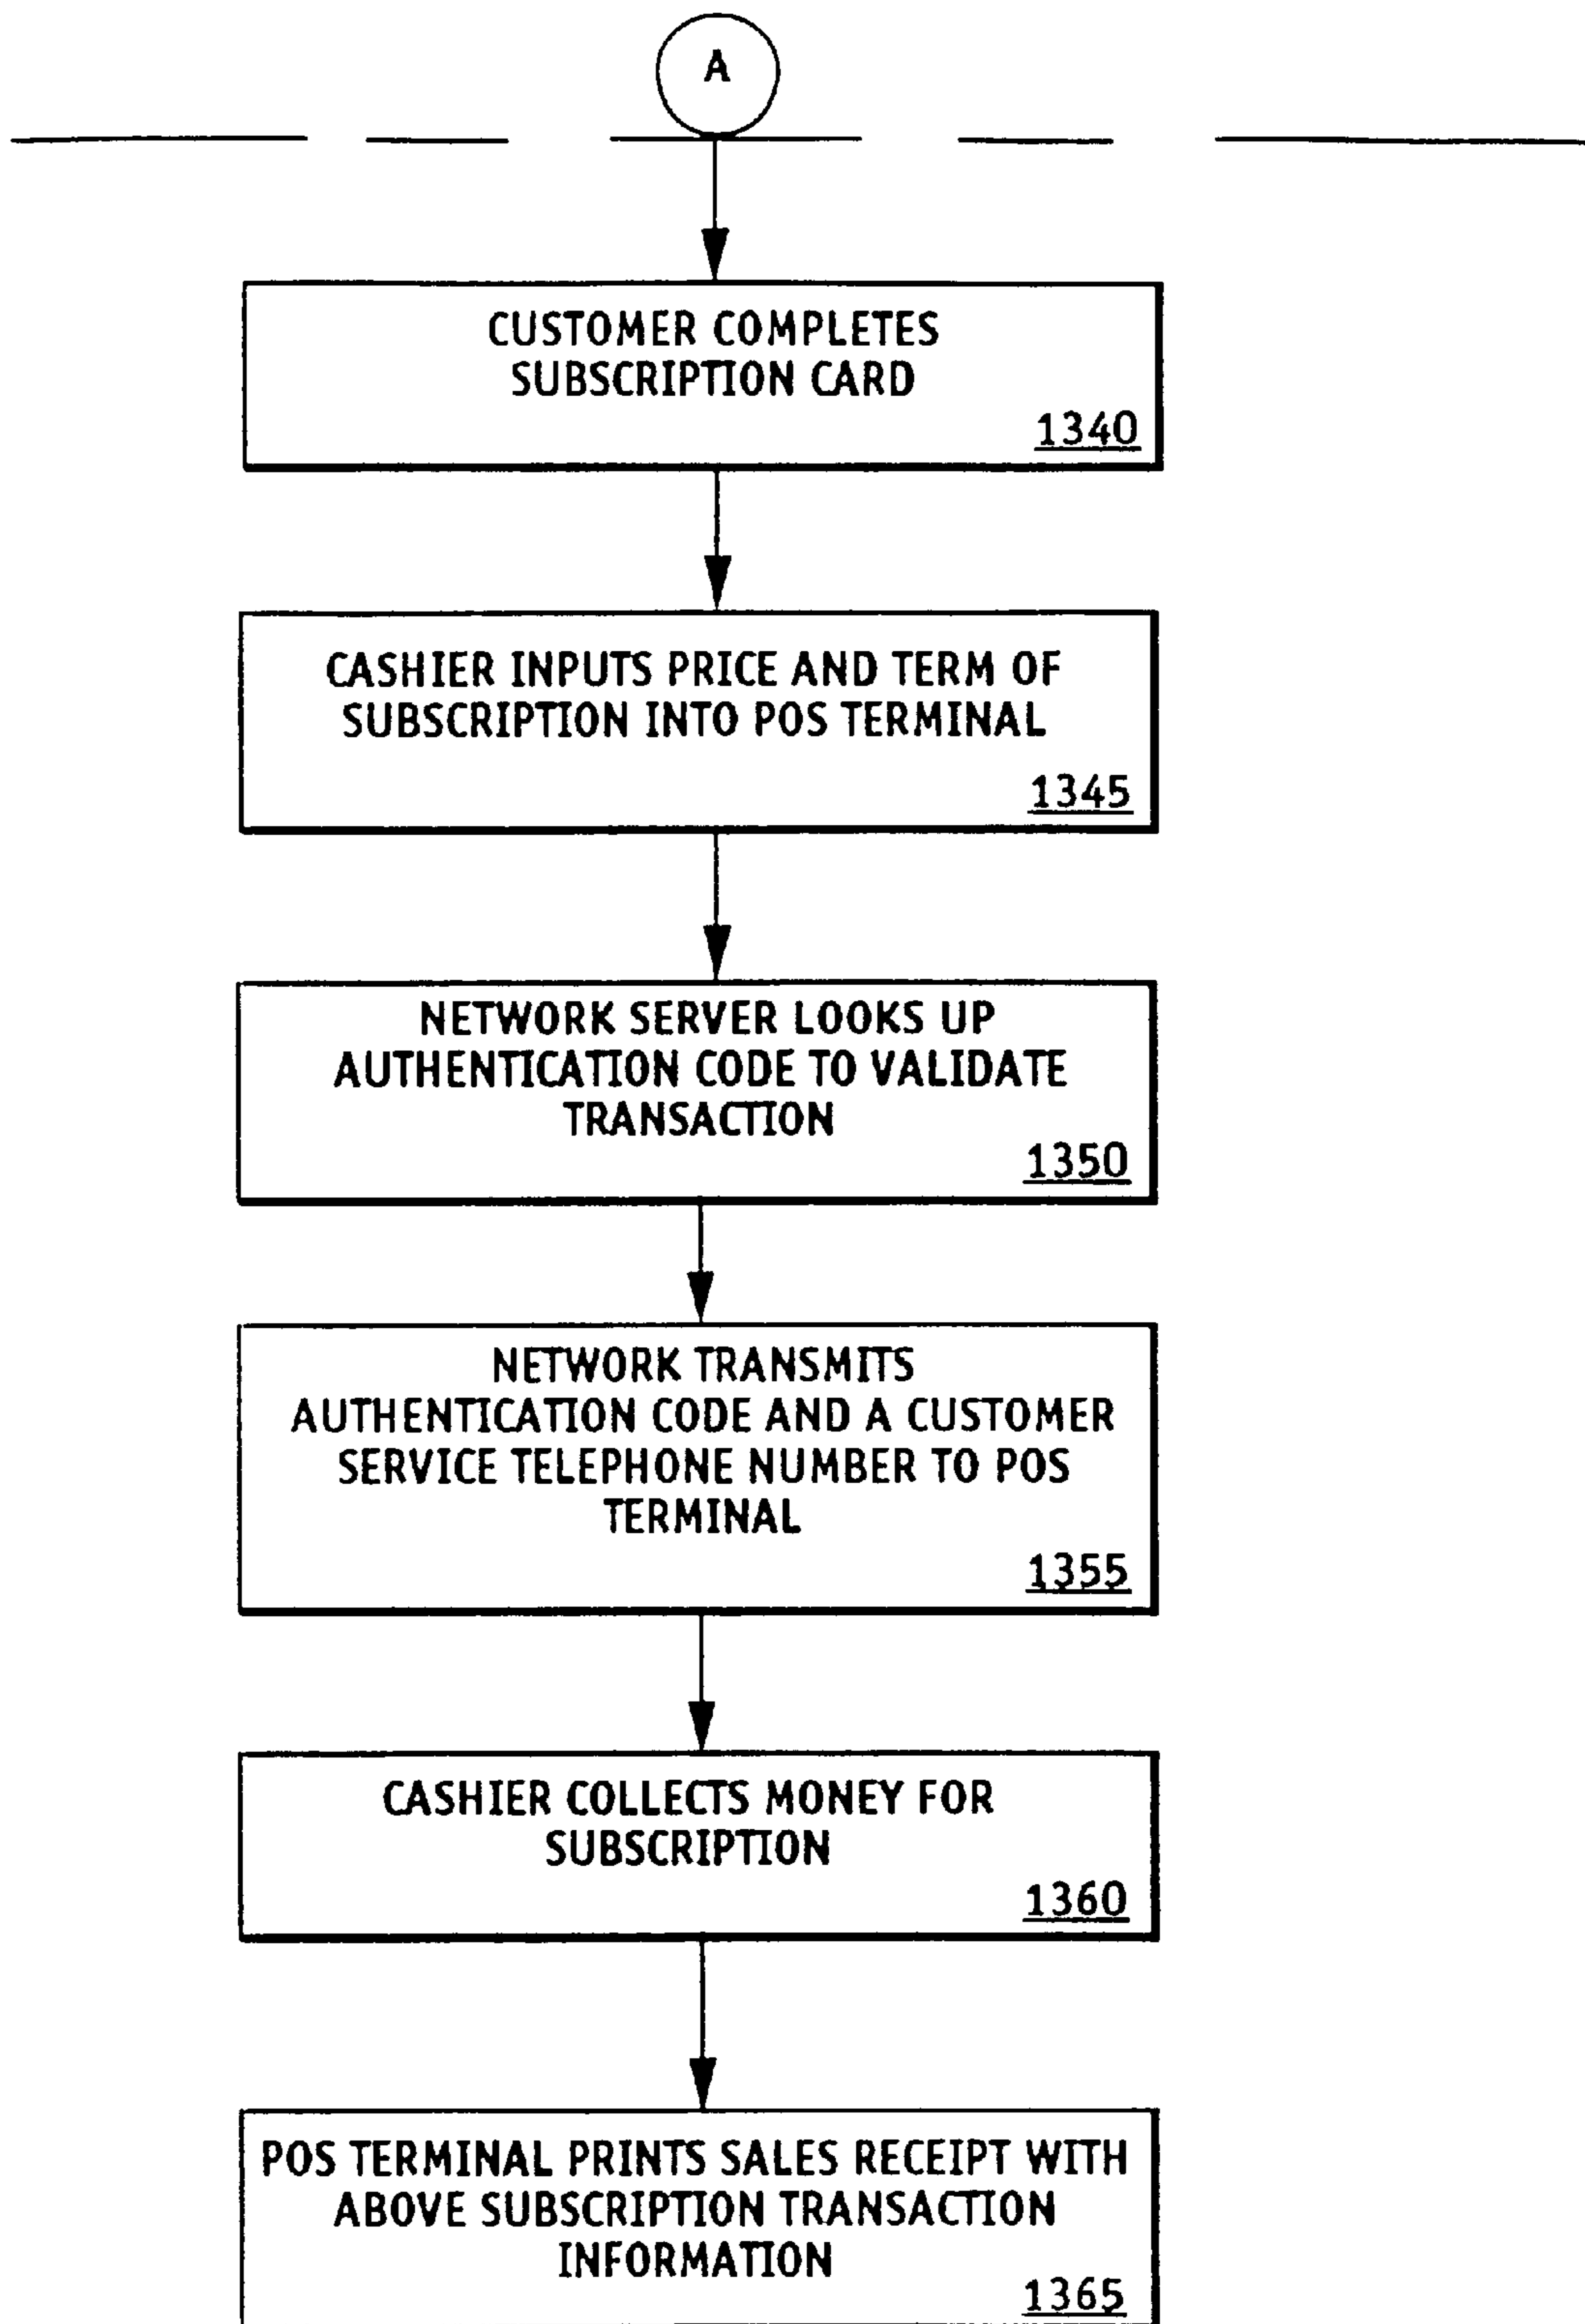 A
CUSTOMER COMPLETES
SUBSCRIPTION CARD
1340
CASHIER INPUTS PRICE AND TERM OF
SUBSCRIPTION INTO POS TERMINAL
1345
NETWORK SERVER LOOKS UP
AUTHENTICATION CODE TO VALIDATE
TRANSACTION
1350
NETWORK TRANSMITS
AUTHENTICATION CODE AND A CUSTOMER
SERVICE TELEPHONE NUMBER TO POS
TERMINAL
1355
CASHIER COLLECTS MONEY FOR
SUBSCRIPTION
1360
POS TERMINAL PRINTS SALES RECEIPT WITH
ABOVE SUBSCRIPTION TRANSACTION
INFORMATION
1365